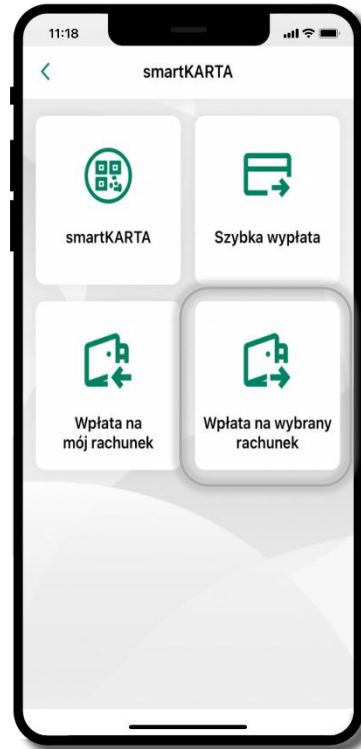 11:18
smartKARTA
smartKARTA
Szybka wypłata
Wpłata na
mój rachunek
Wpłata na wybrany
rachunek